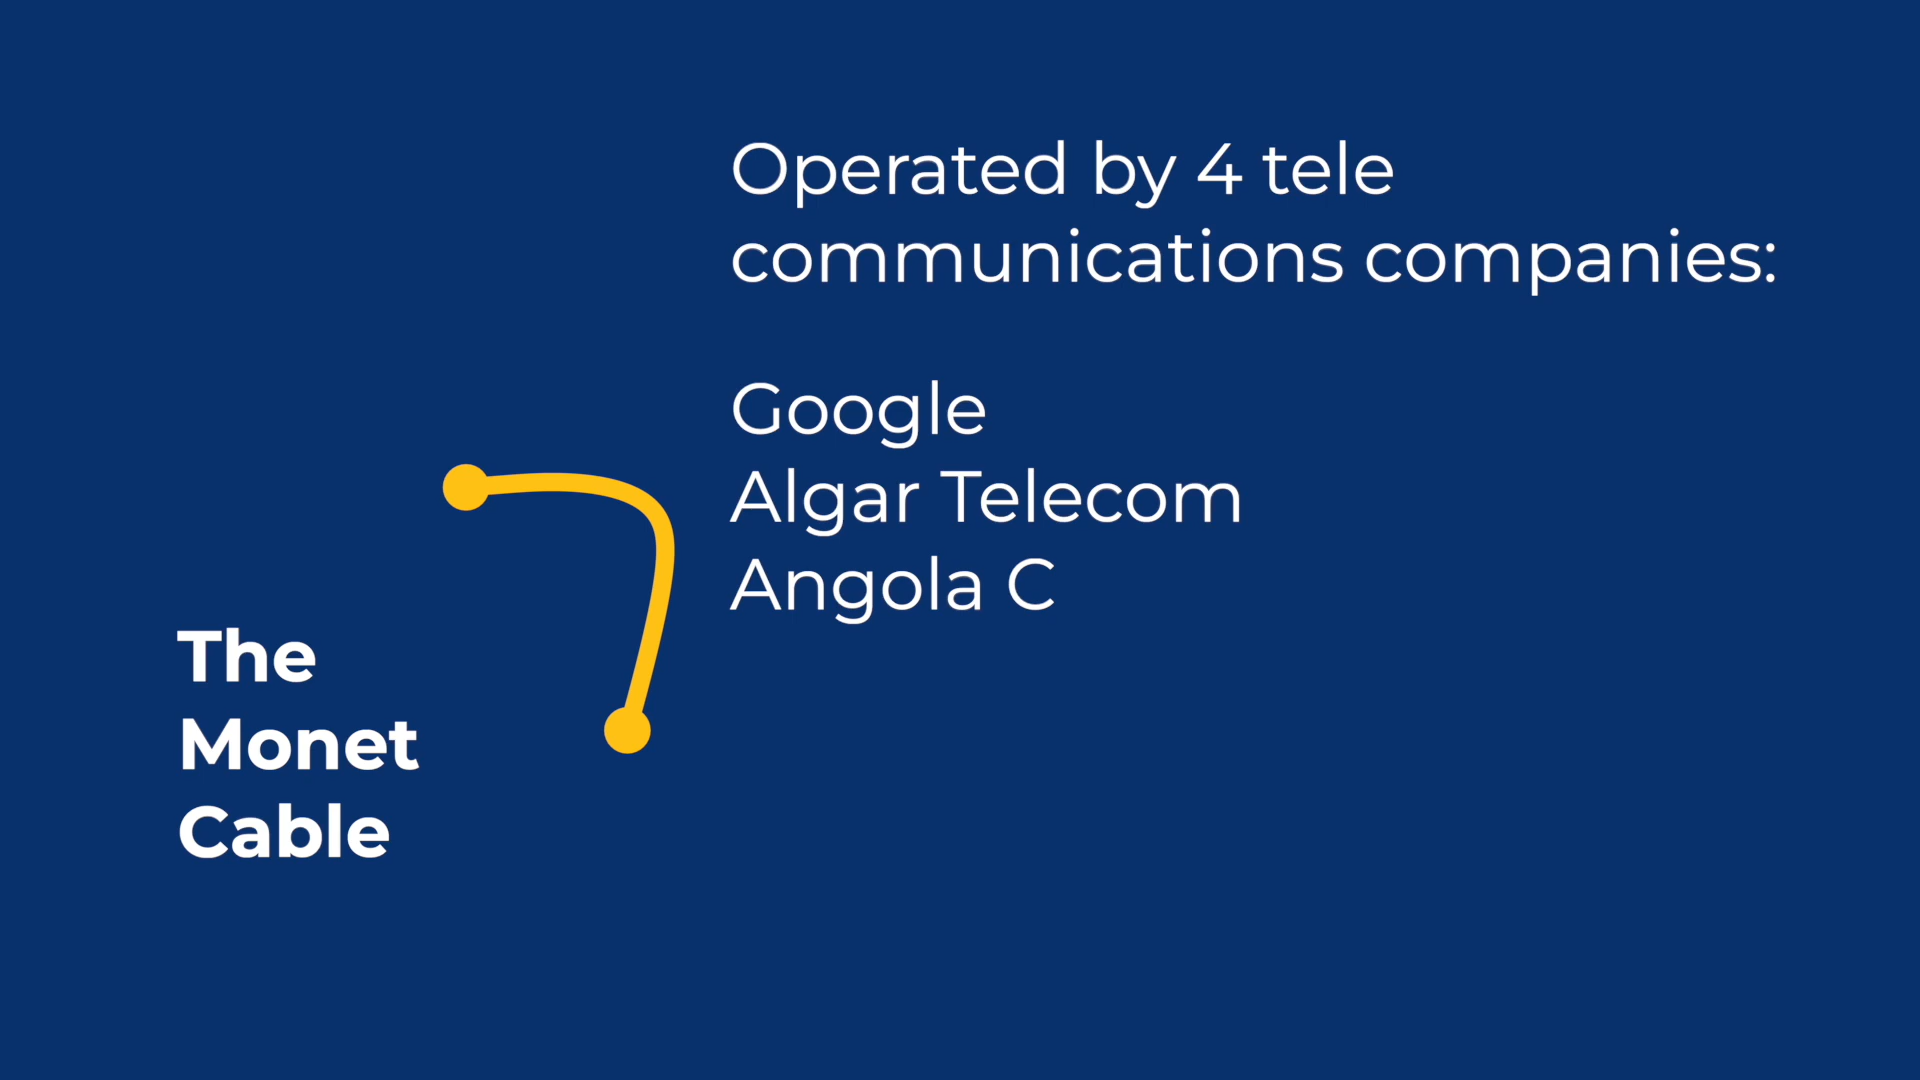 Operated by 4 tele
communications companies:
Google
Algar Telecom
Angola C
The
Monet
Cable